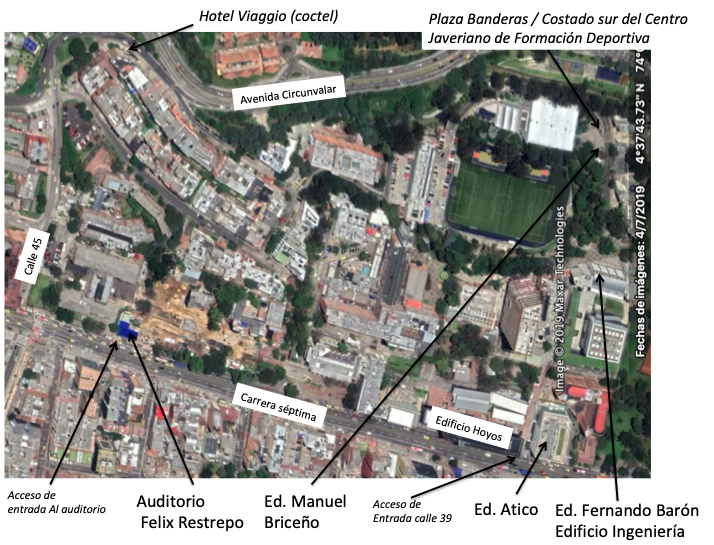 Hotel Viaggio (coctel)
Plaza Banderas / Costado sur del Centro
Javeriano de Formación Deportiva
Avenida Circunvalar
Calle 45
Carrera séptima
Edificio Hoyos
Image © 2019 Maxar Technologies
Fechas de imágenes: 4/7/2019
4°37'43.73" N
74°
Acceso de
entrada Al auditorio
Auditorio
Felix Restrepo
Ed. Manuel
Briceño
Acceso de
Entrada calle 39
Ed. Atico
Ed. Fernando Barón
Edificio Ingeniería